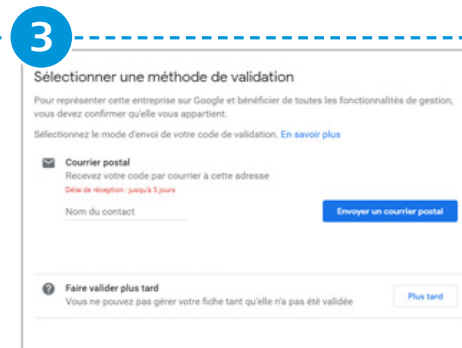 3
Sélectionner une méthode de validation
Pour représenter cette entreprise sur Google et bénéficier de toutes les fonctionnalités de gestion,
vous devez confirmer qu'elle vous appartient.
Sélectionnez le mode d'envoi de votre code de validation. En savoir plus
Courrier postal
Recevez votre code par courrier à cette adresse
Délai de réception : jusqu'à 5 jours
Nom du contact
Envoyer un courrier postal
Faire valider plus tard
Vous ne pouvez pas gérer votre fiche tant qu'elle n'a pas été validée
Plus tard